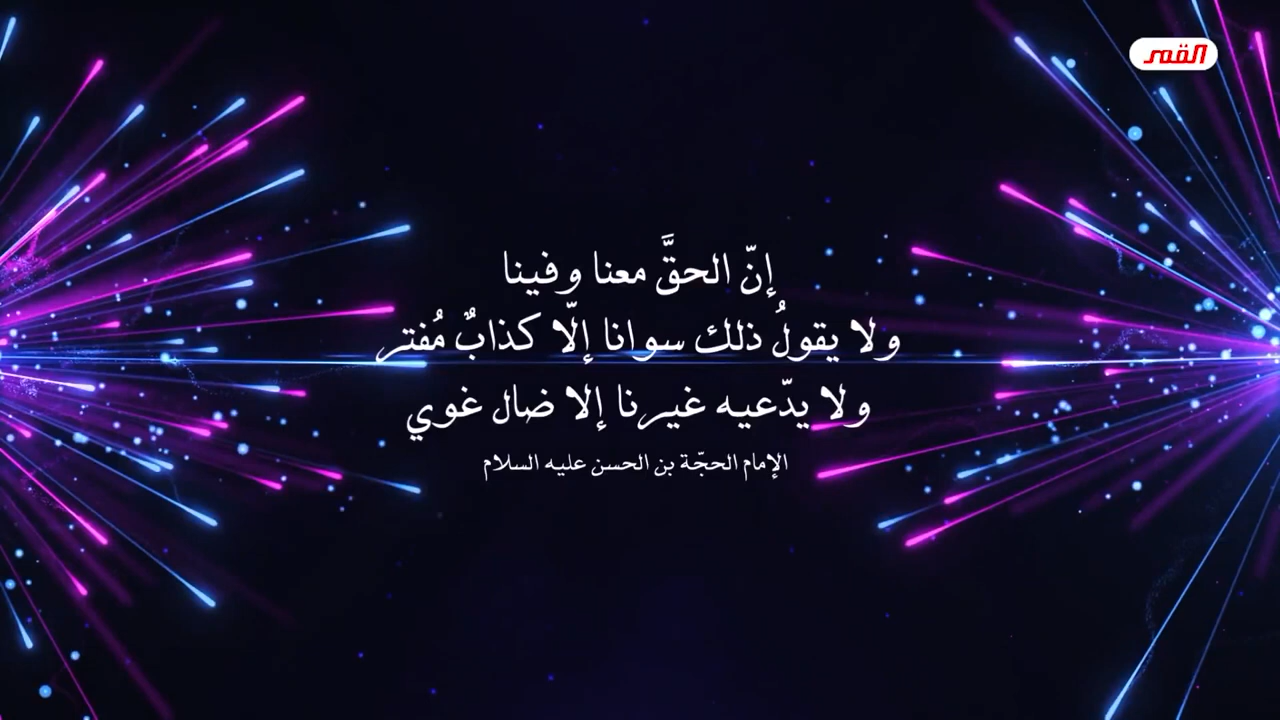 القمر
إنّ الحقَّ معنا وفينا
ولا يقولُ ذلك سوانا إلّا كذابٌ مُفتر
ولا يدّعيه غيرنا إلا ضال غوي
الإمام الحجّة بن الحسن عليه السلام